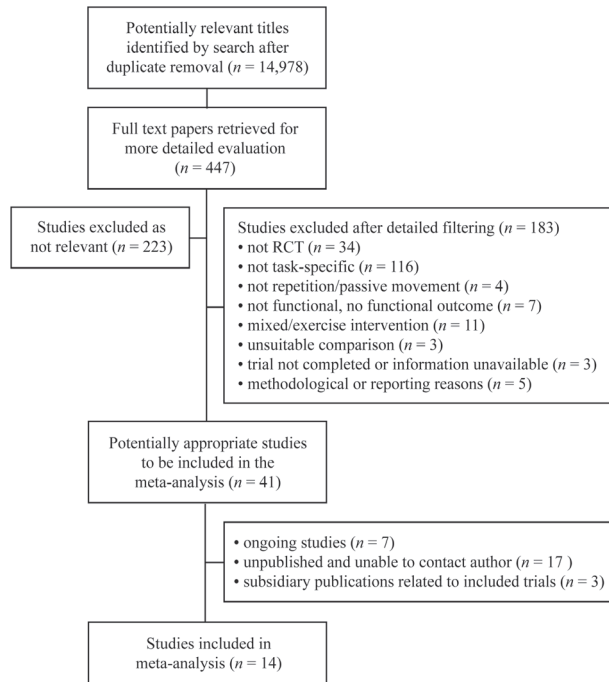 Potentially relevant titles
identified by search after
duplicate removal (n = 14,978)
Full text papers retrieved for
more detailed evaluation
(n = 447)
Studies excluded as
not relevant (n = 223)
Studies excluded after detailed filtering (n = 183)
• not RCT (n = 34)
• not task-specific (n = 116)
• not repetition/passive movement (n = 4)
• not functional, no functional outcome (n = 7)
• mixed/exercise intervention (n = 11)
• unsuitable comparison (n = 3)
• trial not completed or information unavailable (n = 3)
• methodological or reporting reasons (n = 5)
Potentially appropriate studies
to be included in the
meta-analysis (n = 41)
• ongoing studies (n = 7)
• unpublished and unable to contact author (n = 17 )
• subsidiary publications related to included trials (n = 3)
Studies included in
meta-analysis (n = 14)